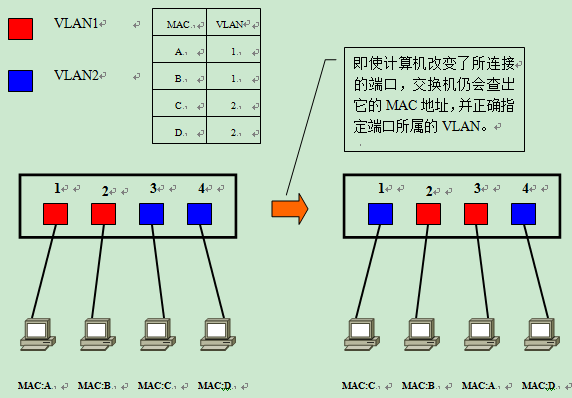 VLAN1
VLAN2
MAC VLAN
A. 1.
B. 1.
C. 2.
D. 2.
即使计算机改变了所连接
的端口，交换机仍会查出
它的 MAC 地址，并正确指
定端口所属的 VLAN。
1 2 3 4
1 2 3 4
MAC:A MAC:B MAC:C MAC:D
MAC:C MAC:B MAC:A MAC:D